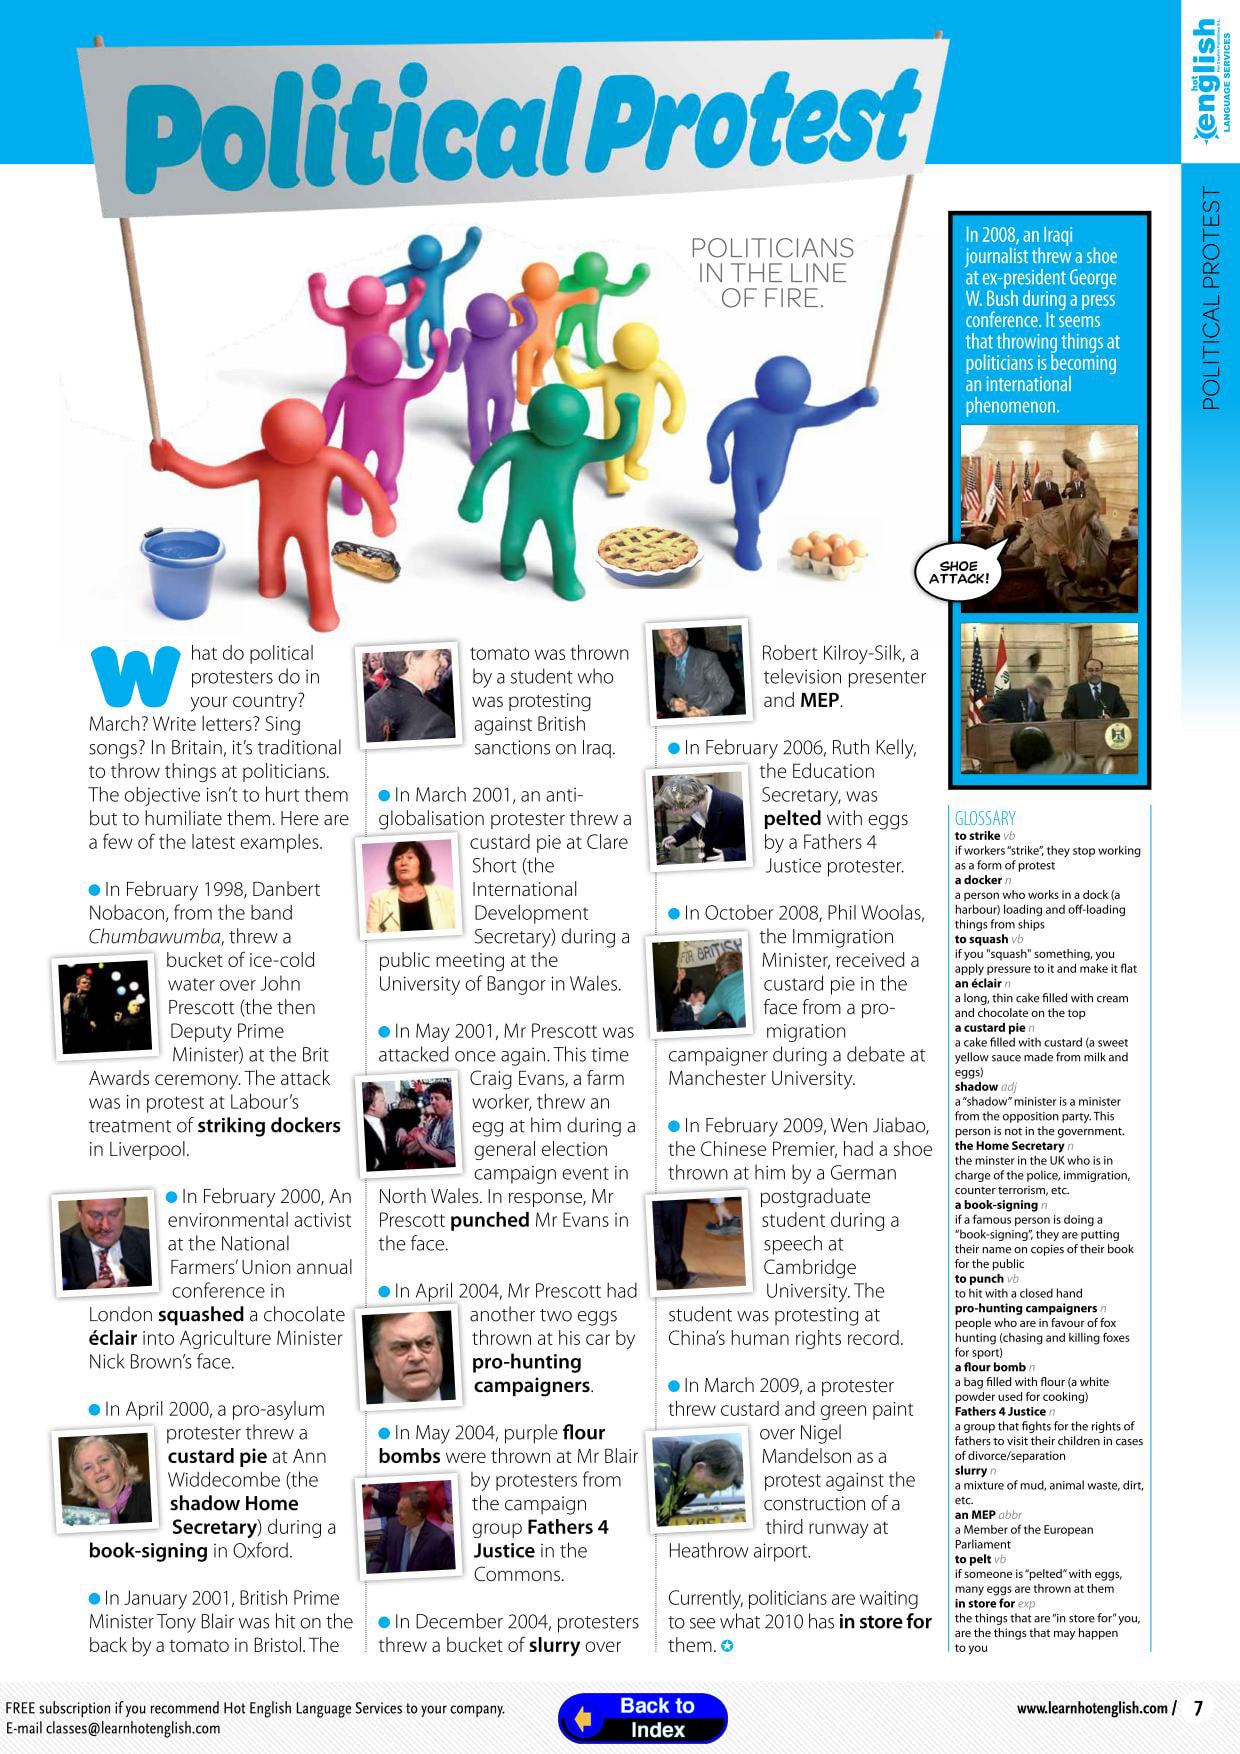 Political Protest
hot
english
LANGUAGE SERVICES
POLITICAL PROTEST
POLITICIANS
IN THE LINE
OF FIRE.
In 2008, an Iraqi
journalist threw a shoe
at ex-president George
W. Bush during a press
conference. It seems
that throwing things at
politicians is becoming
an international
phenomenon.
SHOE
ATTACK!
What do political
protesters do in
your country?
March? Write letters? Sing
songs? In Britain, it’s traditional
to throw things at politicians.
The objective isn’t to hurt them
but to humiliate them. Here are
a few of the latest examples.
● In February 1998, Danbert
Nobacon, from the band
Chumbawumba, threw a
bucket of ice-cold
water over John
Prescott (the then
Deputy Prime
Minister) at the Brit
Awards ceremony. The attack
was in protest at Labour’s
treatment of striking dockers
in Liverpool.
● In February 2000, An
environmental activist
at the National
Farmers’ Union annual
conference in
London squashed a chocolate
éclair into Agriculture Minister
Nick Brown’s face.
● In April 2000, a pro-asylum
protester threw a
custard pie at Ann
Widdecombe (the
shadow Home
Secretary) during a
book-signing in Oxford.
● In January 2001, British Prime
Minister Tony Blair was hit on the
back by a tomato in Bristol. The
tomato was thrown
by a student who
was protesting
against British
sanctions on Iraq.
● In March 2001, an anti-
globalisation protester threw a
custard pie at Clare
Short (the
International
Development
Secretary) during a
public meeting at the
University of Bangor in Wales.
● In May 2001, Mr Prescott was
attacked once again. This time
Craig Evans, a farm
worker, threw an
egg at him during a
general election
campaign event in
North Wales. In response, Mr
Prescott punched Mr Evans in
the face.
● In April 2004, Mr Prescott had
another two eggs
thrown at his car by
pro-hunting
campaigners.
● In May 2004, purple flour
bombs were thrown at Mr Blair
by protesters from
the campaign
group Fathers 4
Justice in the
Commons.
● In December 2004, protesters
threw a bucket of slurry over
Robert Kilroy-Silk, a
television presenter
and MEP.
● In February 2006, Ruth Kelly,
the Education
Secretary, was
pelted with eggs
by a Fathers 4
Justice protester.
● In October 2008, Phil Woolas,
the Immigration
Minister, received a
custard pie in the
face from a pro-
migration
campaigner during a debate at
Manchester University.
● In February 2009, Wen Jiabao,
the Chinese Premier, had a shoe
thrown at him by a German
postgraduate
student during a
speech at
Cambridge
University. The
student was protesting at
China’s human rights record.
● In March 2009, a protester
threw custard and green paint
over Nigel
Mandelson as a
protest against the
construction of a
third runway at
Heathrow airport.
Currently, politicians are waiting
to see what 2010 has in store for
them.
FOR BRITISH
GLOSSARY
to strike vb
if workers “strike”, they stop working
as a form of protest
a docker n
a person who works in a dock (a
harbour) loading and off-loading
things from ships
to squash vb
if you "squash" something, you
apply pressure to it and make it flat
an éclair n
a long, thin cake filled with cream
and chocolate on the top
a custard pie n
a cake filled with custard (a sweet
yellow sauce made from milk and
eggs)
shadow adj
a “shadow” minister is a minister
from the opposition party. This
person is not in the government.
the Home Secretary n
the minster in the UK who is in
charge of the police, immigration,
counter terrorism, etc.
a book-signing n
if a famous person is doing a
“book-signing”, they are putting
their name on copies of their book
for the public
to punch vb
to hit with a closed hand
pro-hunting campaigners n
people who are in favour of fox
hunting (chasing and killing foxes
for sport)
a flour bomb n
a bag filled with flour (a white
powder used for cooking)
Fathers 4 Justice n
a group that fights for the rights of
fathers to visit their children in cases
of divorce/separation
slurry n
a mixture of mud, animal waste, dirt,
etc.
an MEP abbr
a Member of the European
Parliament
to pelt vb
if someone is “pelted” with eggs,
many eggs are thrown at them
in store for exp
the things that are “in store for” you,
are the things that may happen
to you
FREE subscription if you recommend Hot English Language Services to your company.
E-mail classes@learnhotenglish.com
Back to
Index
www.learnhotenglish.com / 7